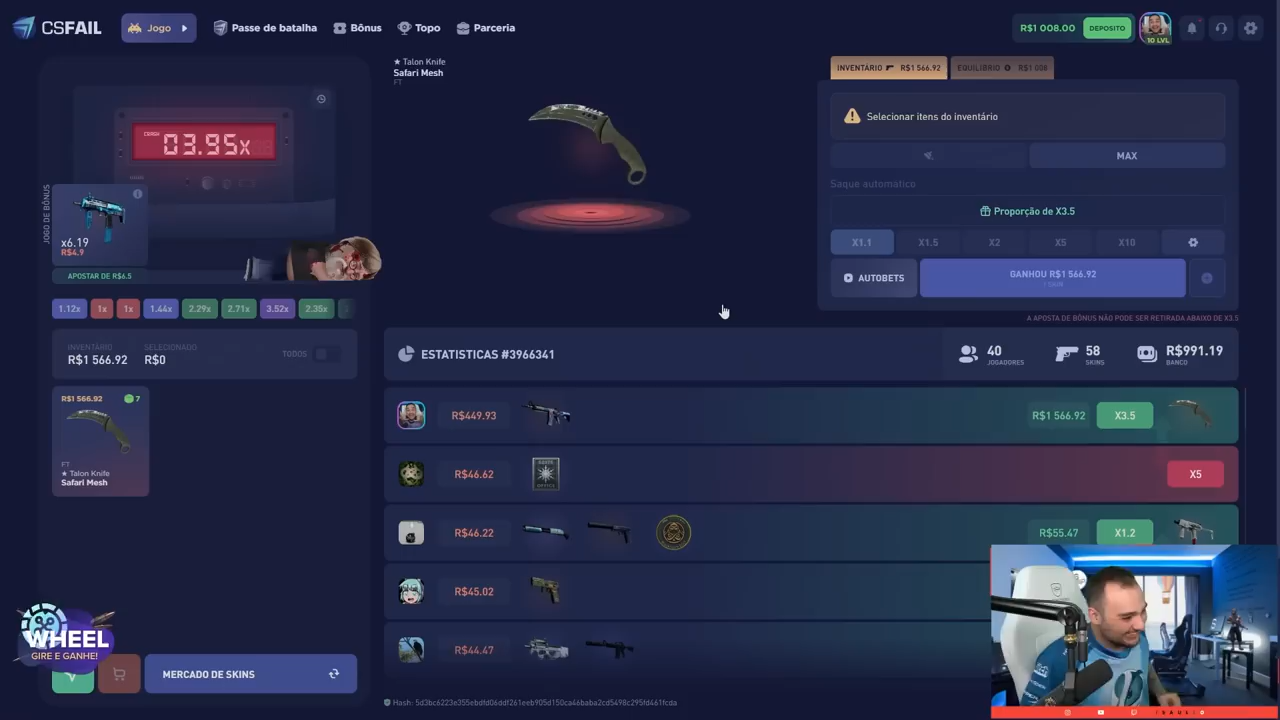 CSFAIL
Jogo
Passe de batalha
Bônus
Topo
Parceria
R$1 008.00
DEPOSITO
10 LVL
★ Talon Knife
Safari Mesh
FT
INVENTÁRIO R$1 566.92
EQUILÍBRIO R$1 008
Selecionar itens do inventário
MAX
Saque automático
Proporção de X3.5
X1.1
X1.5
X2
X5
X10
AUTOBETS
GANHOU R$1 566.92
A APOSTA DE BÔNUS NÃO PODE SER RETIRADA ABAIXO DE X3.5
03.95x
JOGO DE BÔNUS
x6.19
R$4.9
APOSTAR DE R$6.5
1.12x
1x
1x
1.44x
2.29x
2.71x
3.52x
2.35x
INVENTÁRIO
R$1 566.92
SELECIONADO
R$0
TODOS
R$1 566.92
7
FT
★ Talon Knife
Safari Mesh
ESTATISTICAS #3966341
40
JOGADORES
58
SKINS
R$991.19
BANCO
R$449.93
R$1 566.92
X3.5
R$46.62
X5
R$46.22
R$55.47
X1.2
R$45.02
R$44.47
WHEEL
GIRE E GANHE!
MERCADO DE SKINS
Hash: 5d3bc6223e355ebdfd06ddf261eeb905d150ca46baba2cd5498c295fd461fcda